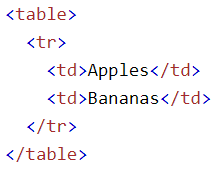 <table>
  <tr>
    <td>Apples</td>
    <td>Bananas</td>
  </tr>
</table>